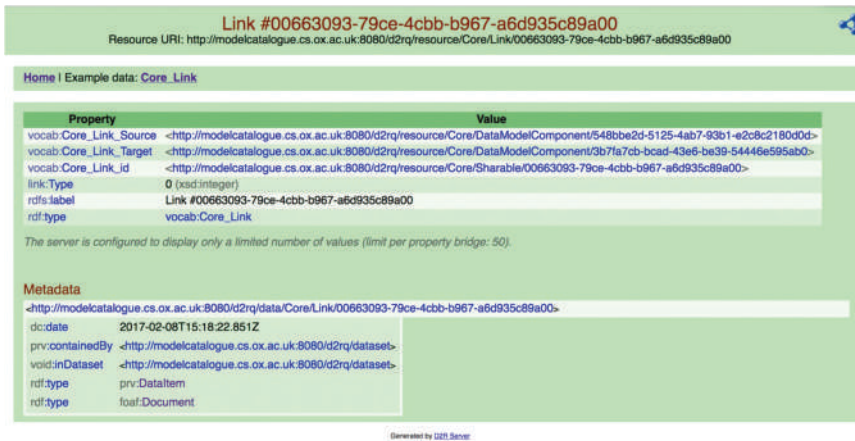 Link #00663093-79ce-4cbb-b967-a6d935c89a00
Resource URI: http://modelcatalogue.cs.ox.ac.uk:8080/d2rq/resource/Core/Link/00663093-79ce-4cbb-b967-a6d935c89a00
Home | Example data: Core_Link
Property Value
vocab:Core_Link_Source <http://modelcatalogue.cs.ox.ac.uk:8080/d2rq/resource/Core/DataModelComponent/548bbe2d-5125-4ab7-93b1-e2c8c2180d0d>
vocab:Core_Link_Target <http://modelcatalogue.cs.ox.ac.uk:8080/d2rq/resource/Core/DataModelComponent/3b7fa7cb-bcad-43e6-be39-54446e595ab0>
vocab:Core_Link_id <http://modelcatalogue.cs.ox.ac.uk:8080/d2rq/resource/Core/Sharable/00663093-79ce-4cbb-b967-a6d935c89a00>
link:Type 0 (xsd:integer)
rdfs:label Link #00663093-79ce-4cbb-b967-a6d935c89a00
rdf:type vocab:Core_Link
The server is configured to display only a limited number of values (limit per property bridge: 50).
Metadata
<http://modelcatalogue.cs.ox.ac.uk:8080/d2rq/data/Core/Link/00663093-79ce-4cbb-b967-a6d935c89a00>
dc:date 2017-02-08T15:18:22.851Z
prv:containedBy <http://modelcatalogue.cs.ox.ac.uk:8080/d2rq/dataset>
void:inDataset <http://modelcatalogue.cs.ox.ac.uk:8080/d2rq/dataset>
rdf:type prv:DataItem
rdf:type foaf:Document
Generated by D2R Server